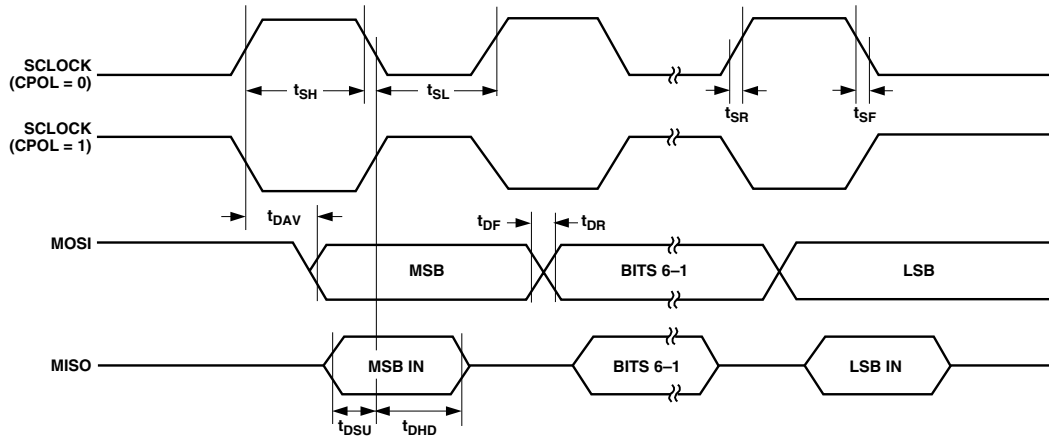 SCLOCK
(CPOL = 0)
tSH
tSL
tSR
tSF
SCLOCK
(CPOL = 1)
tDAV
tDF
tDR
MOSI
MSB
BITS 6–1
LSB
MISO
MSB IN
BITS 6–1
LSB IN
tDSU
tDHD